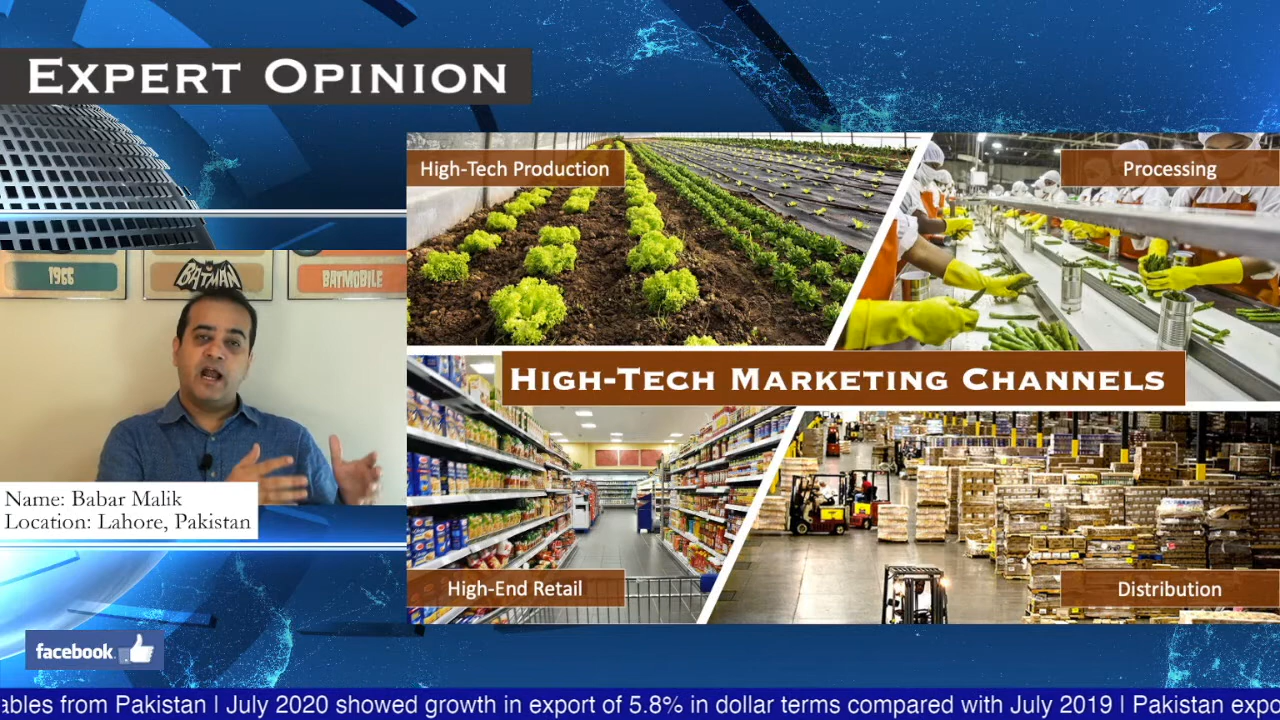 EXPERT OPINION
High-Tech Production
Processing
1966
BATMAN
BATMOBILE
HIGH-TECH MARKETING CHANNELS
Name: Babar Malik
Location: Lahore, Pakistan
High-End Retail
Distribution
facebook.
ables from Pakistan | July 2020 showed growth in export of 5.8% in dollar terms compared with July 2019 | Pakistan expo